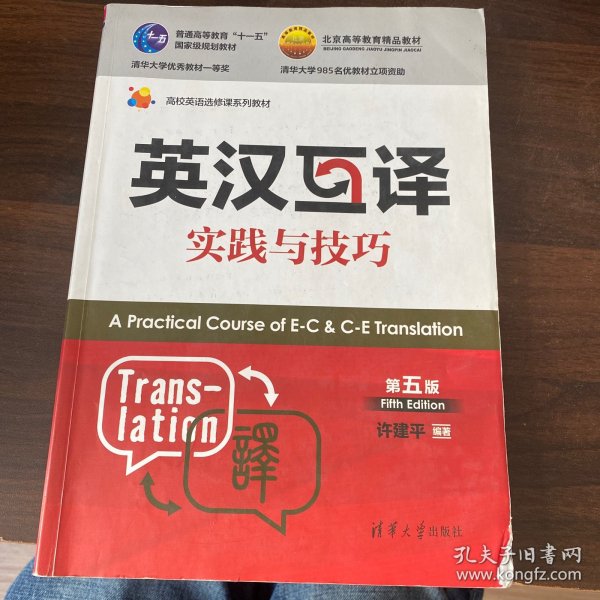 普通高等教育“十一五”
国家级规划教材
清华大学优秀教材一等奖
十一五
北京高等教育精品教材
BEIJING GAODENG JIAOYU JINGPIN JIAOCAI
清华大学985名优教材立项资助
高校英语选修课系列教材
英汉互译
实践与技巧
A Practical Course of E-C & C-E Translation
Trans-
lation
譯
第五版
Fifth Edition
许建平 编著
清华大学出版社
孔夫子旧书网
www.kongfz.com